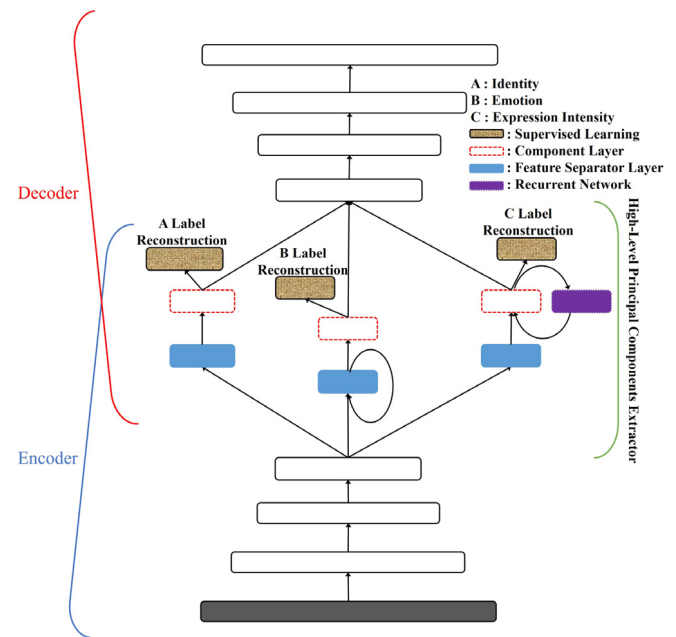 A : Identity
B : Emotion
C : Expression Intensity
: Supervised Learning
: Component Layer
: Feature Separator Layer
: Recurrent Network
Decoder
A Label
Reconstruction
B Label
Reconstruction
C Label
Reconstruction
High-Level Principal Components Extractor
Encoder